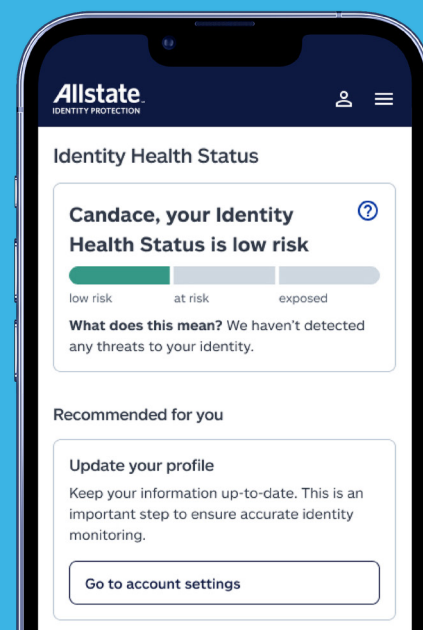 Allstate
IDENTITY PROTECTION
Identity Health Status
Candace, your Identity
Health Status is low risk
low risk
at risk
exposed
What does this mean? We haven't detected
any threats to your identity.
Recommended for you
Update your profile
Keep your information up-to-date. This is an
important step to ensure accurate identity
monitoring.
Go to account settings